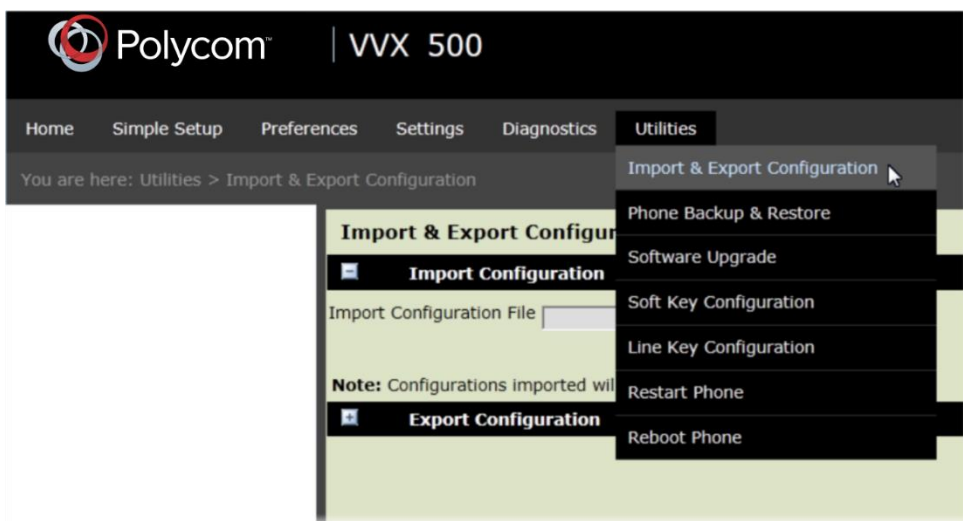 Polycom™ | VVX 500
Home Simple Setup Preferences Settings Diagnostics Utilities
You are here: Utilities > Import & Export Configuration
Import & Export Configuration
Phone Backup & Restore
Software Upgrade
Soft Key Configuration
Line Key Configuration
Restart Phone
Reboot Phone
Import & Export Configur
Import Configuration
Import Configuration File
Note: Configurations imported wil
Export Configuration